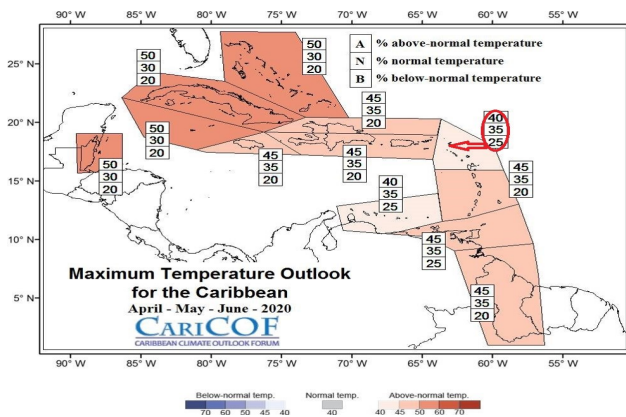 50
30
20
A % above-normal temperature
N % normal temperature
B % below-normal temperature
25° N
50
30
20
45
35
20
40
35
25
20° N
50
30
20
45
35
20
45
35
20
50
30
20
45
35
20
15° N
40
35
25
10° N
45
35
25
Maximum Temperature Outlook
for the Caribbean
April - May - June - 2020
CARICOF
CARIBBEAN CLIMATE OUTLOOK FORUM
5° N
45
35
20
90° W 85° W 80° W 75° W 70° W 65° W 60° W 55° W
Below-normal temp. Normal temp. Above-normal temp.
70 60 50 45 40 40 40 45 50 60 70